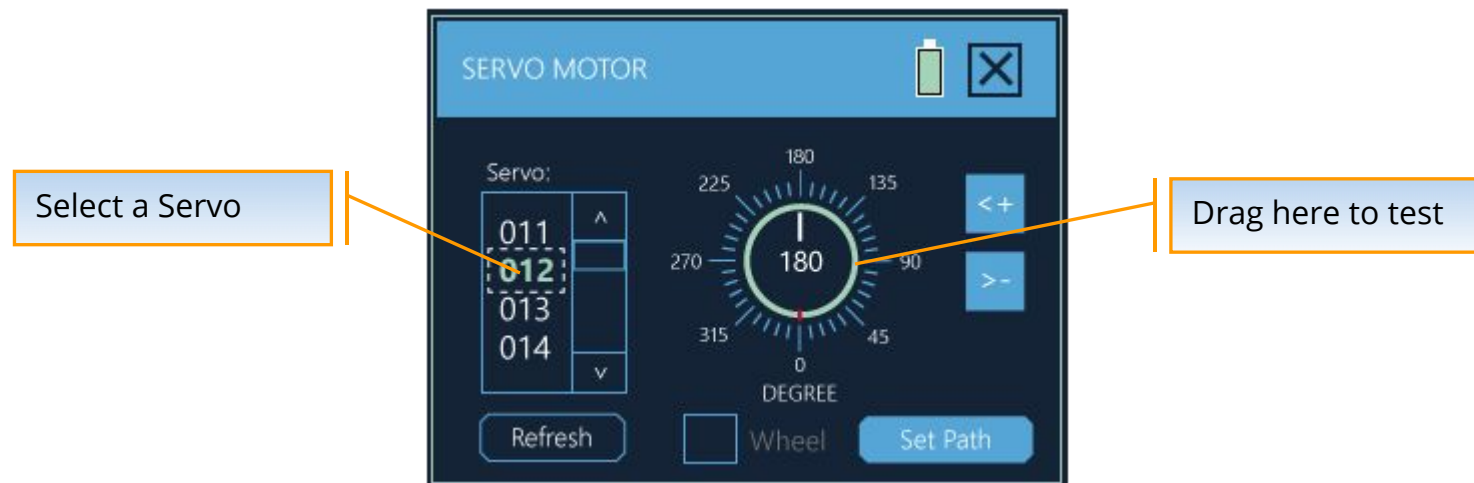 SERVO MOTOR
Select a Servo
Servo:
011
012
013
014
^
v
180
225
135
270
180
90
315
45
0
DEGREE
<+
>-
Drag here to test
Refresh
Wheel
Set Path